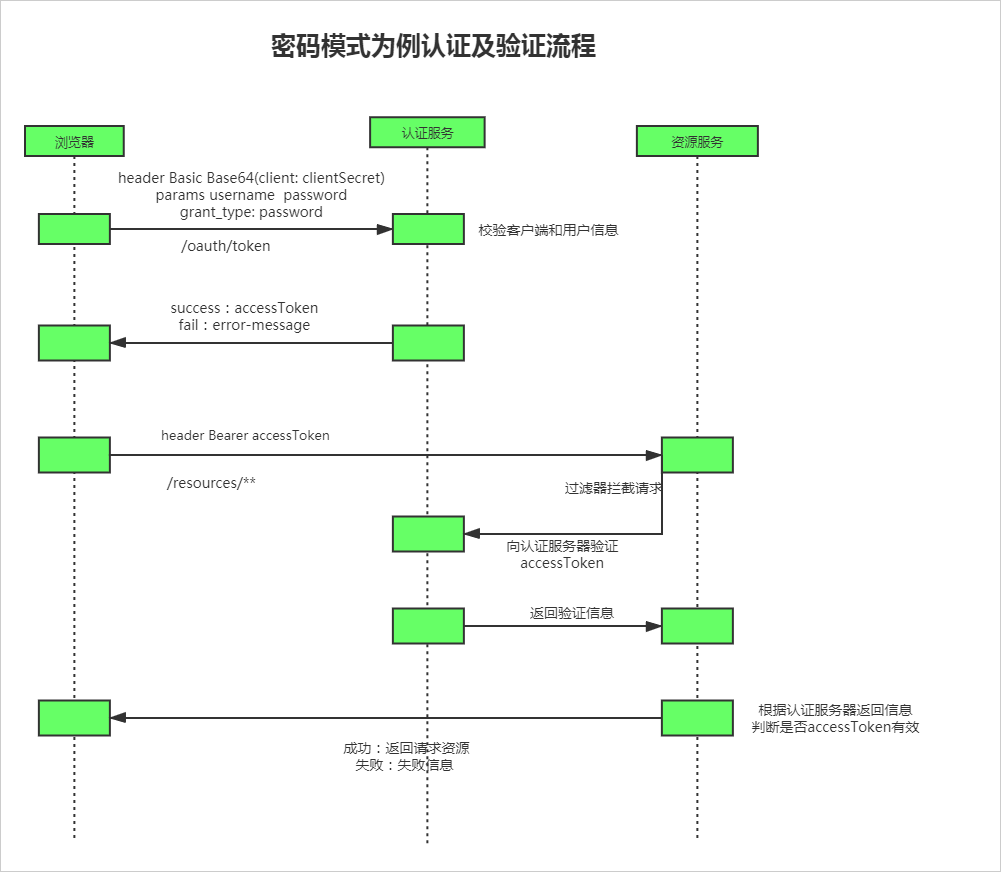 密码模式为例认证及验证流程
浏览器
认证服务
资源服务
header Basic Base64(client: clientSecret)
params username  password
grant_type: password
/oauth/token
校验客户端和用户信息
success：accessToken
fail：error-message
header Bearer accessToken
/resources/**
过滤器拦截请求
向认证服务器验证
accessToken
返回验证信息
根据认证服务器返回信息
判断是否accessToken有效
成功：返回请求资源
失败：失败信息